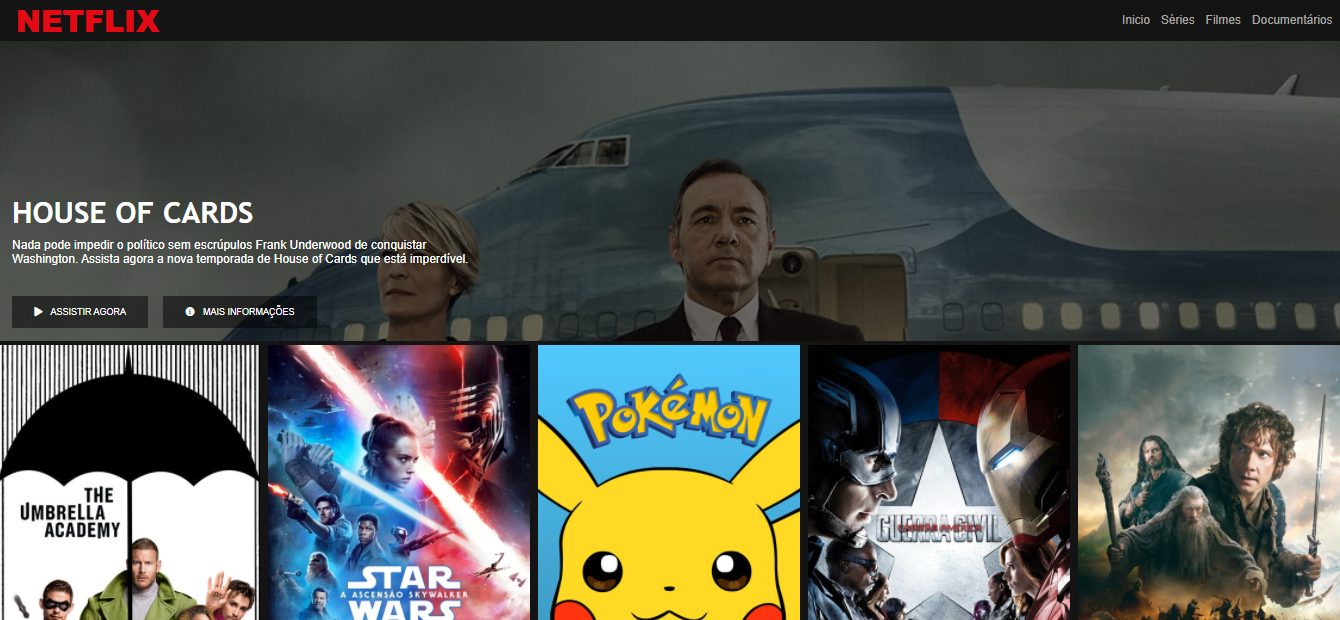 NETFLIX
Inicio Séries Filmes Documentários
HOUSE OF CARDS
Nada pode impedir o político sem escrúpulos Frank Underwood de conquistar
Washington. Assista agora a nova temporada de House of Cards que está imperdível.
ASSISTIR AGORA MAIS INFORMAÇÕES
THE
UMBRELLA
ACADEMY
STAR
A ASCENSÃO SKYWALKER
WARS
POKéMON
CAPITÃO AMÉRICA
GUERRA CIVIL